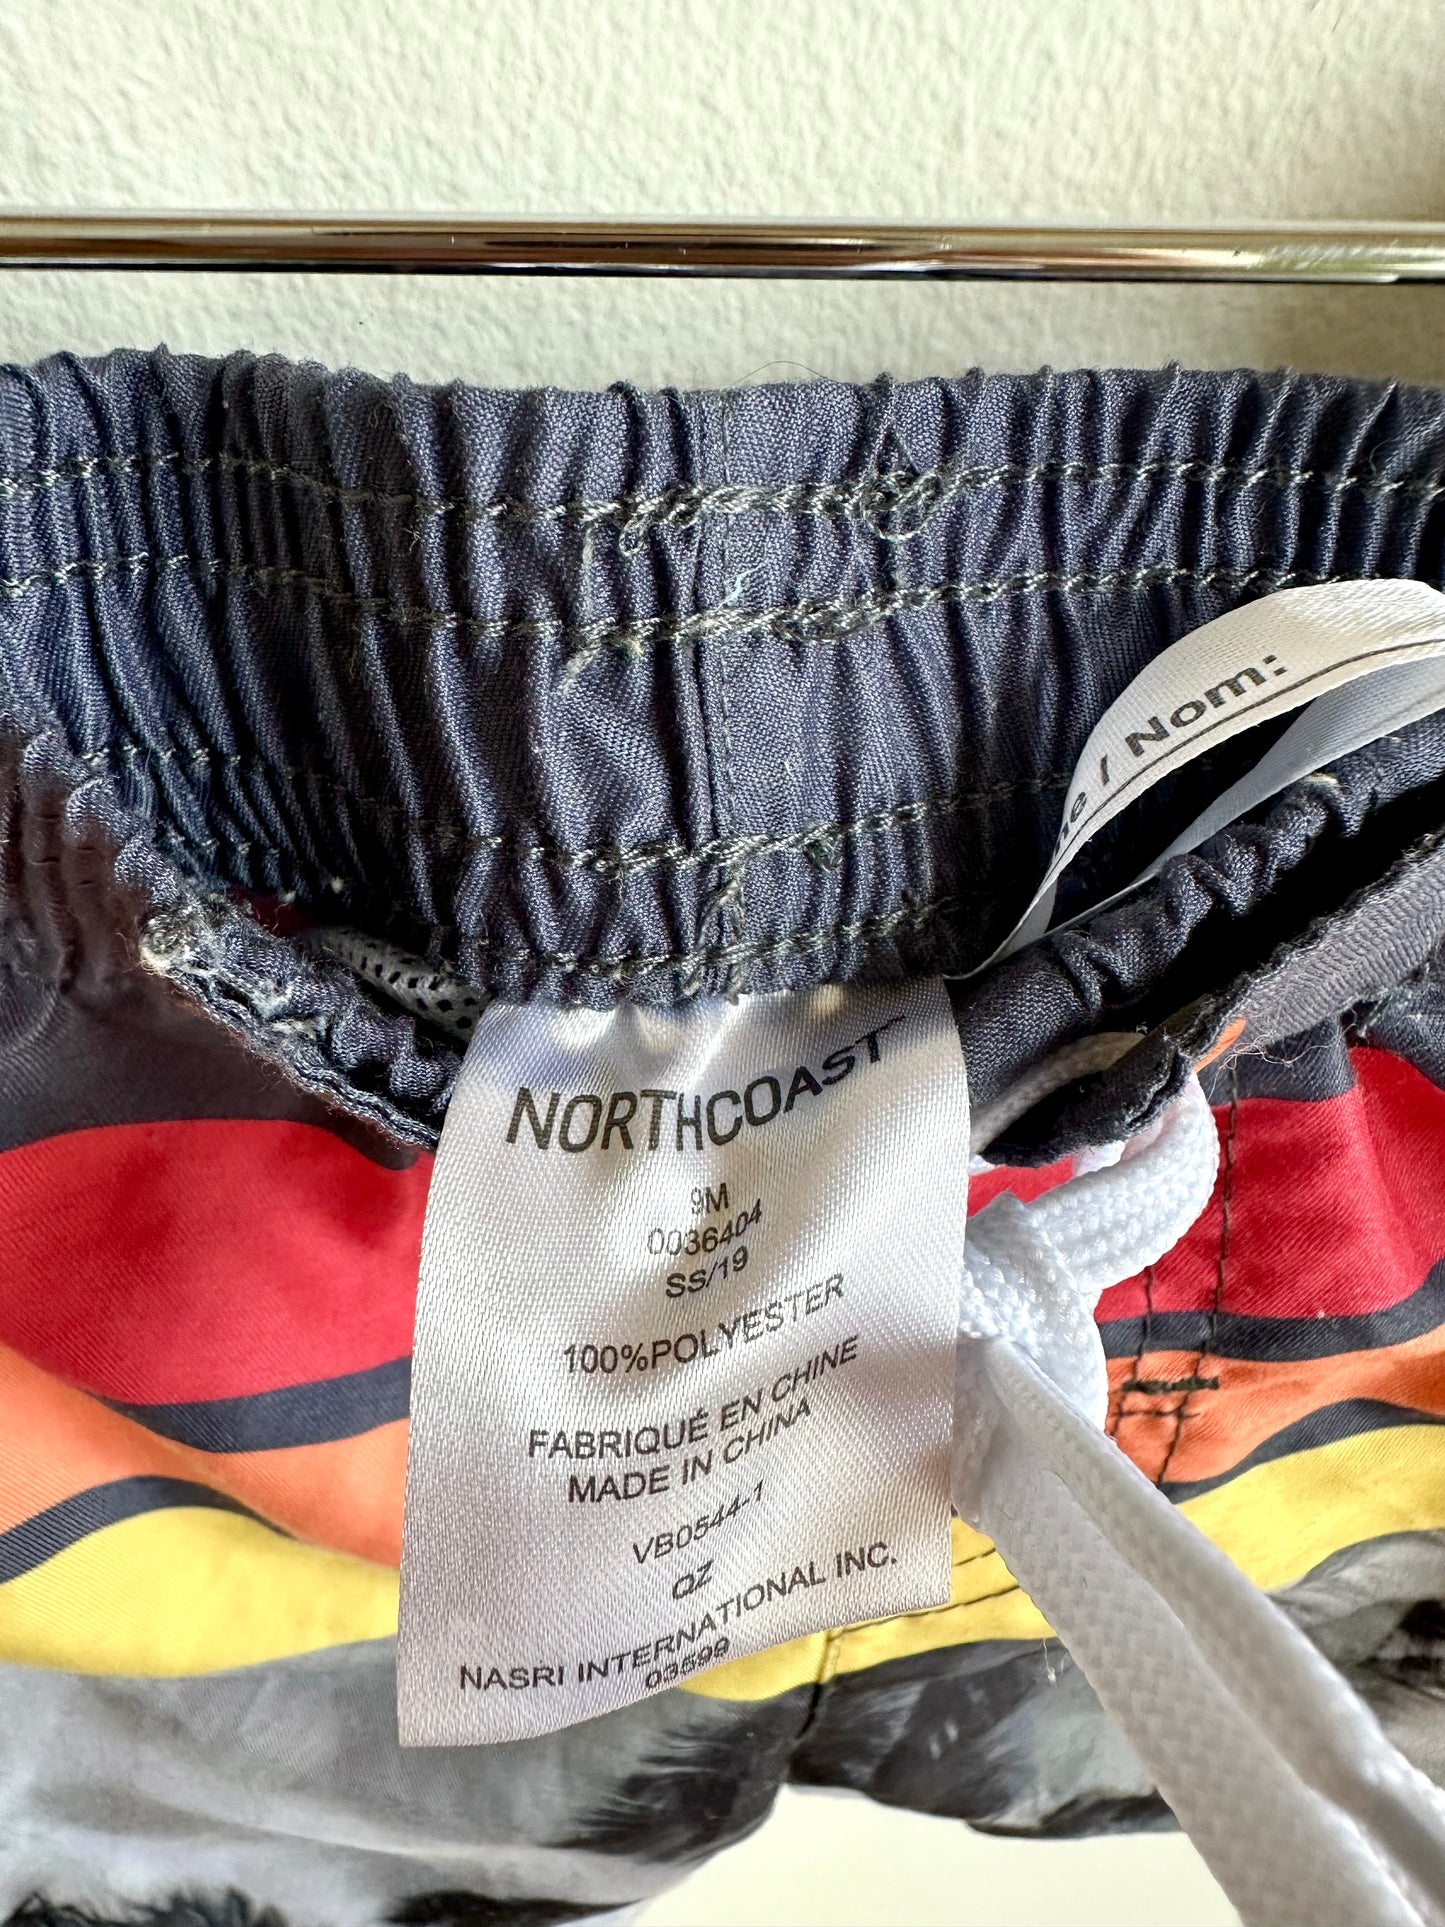 / Nom:
NORTHCOAST™
9M
0036404
SS/19
100%POLYESTER
FABRIQUÉ EN CHINE
MADE IN CHINA
VB0544-1
QZ
NASRI INTERNATIONAL INC.
03599